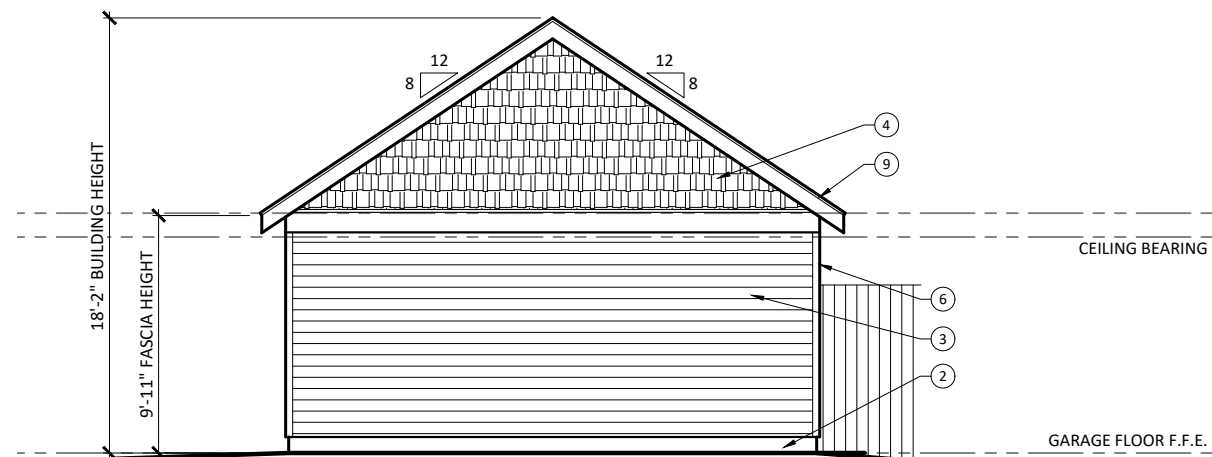 12
8
12
8
4
9
18'-2" BUILDING HEIGHT
9'-11" FASCIA HEIGHT
CEILING BEARING
6
3
2
GARAGE FLOOR F.F.E.